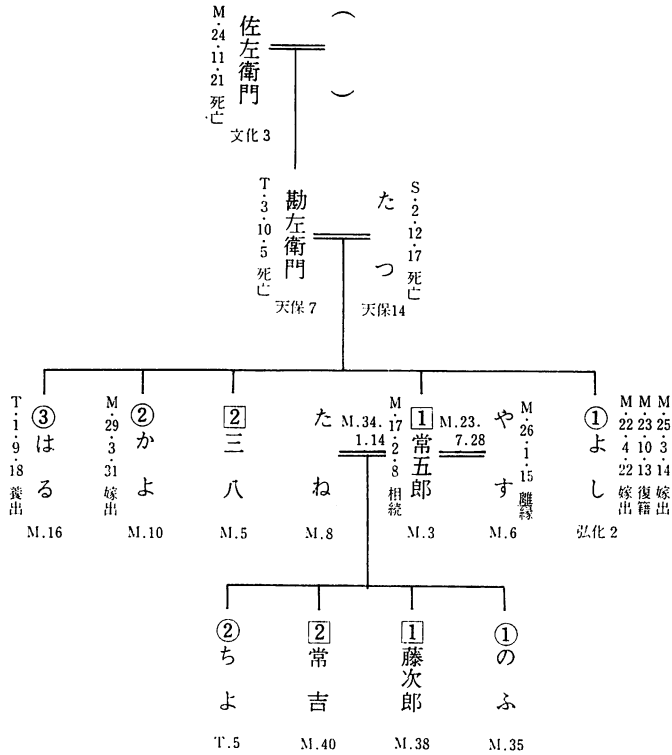 (　)
佐左衛門
M・24・11・21 死亡
文化3
S・2・12・17 死亡
たつ
天保14
勘左衛門
T・3・10・5 死亡
天保7
M・25・3・14 嫁出
M・23・10・13 復籍
M・22・4・22 嫁出
①よし
弘化2
M・26・1・15 離縁
やす
M.6
M.23.
7.28
1 常五郎
M・17・2・8 相続
M.3
M.34.
1.14
たね
M.8
2 三八
M.5
②かよ
M・29・3・31 嫁出
M.10
③はる
T・1・9・18 養出
M.16
①のふ
M.35
1 藤次郎
M.38
2 常吉
M.40
②ちよ
T.5